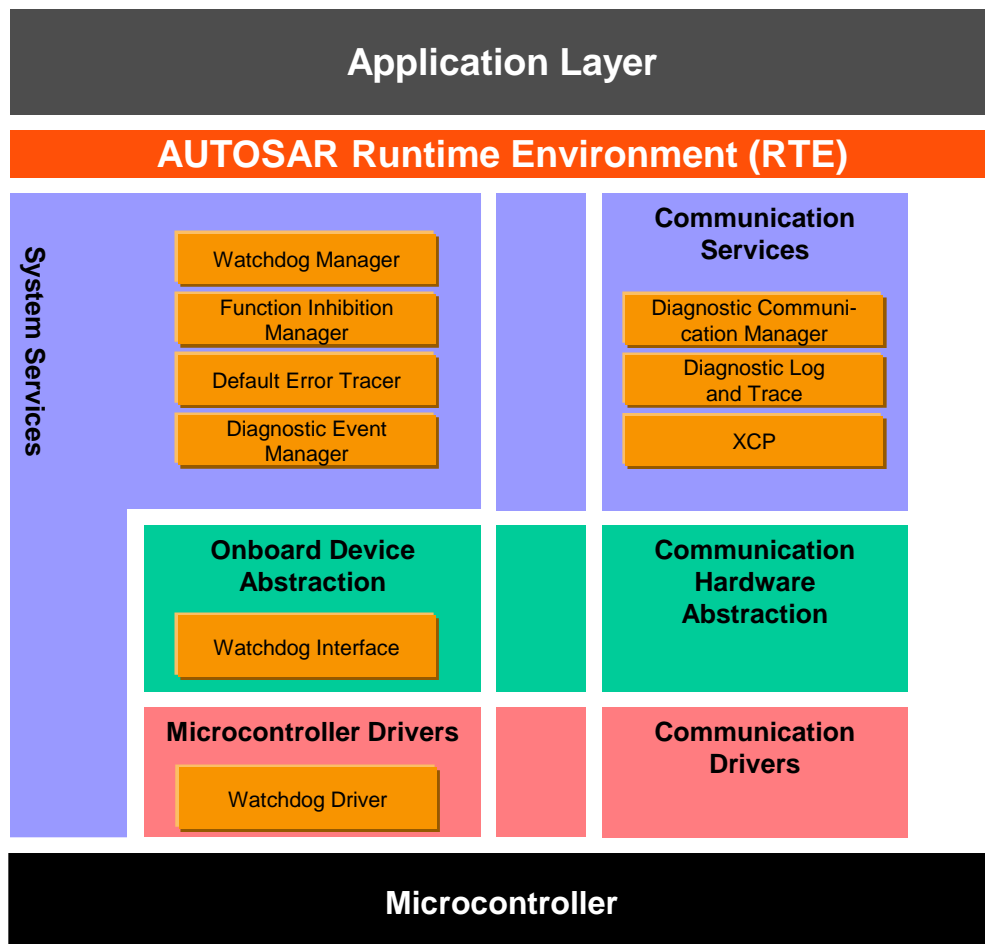 Application Layer
AUTOSAR Runtime Environment (RTE)
System Services
Watchdog Manager
Function Inhibition
Manager
Default Error Tracer
Diagnostic Event
Manager
Communication
Services
Diagnostic Communi-
cation Manager
Diagnostic Log
and Trace
XCP
Onboard Device
Abstraction
Watchdog Interface
Communication
Hardware
Abstraction
Microcontroller Drivers
Watchdog Driver
Communication
Drivers
Microcontroller